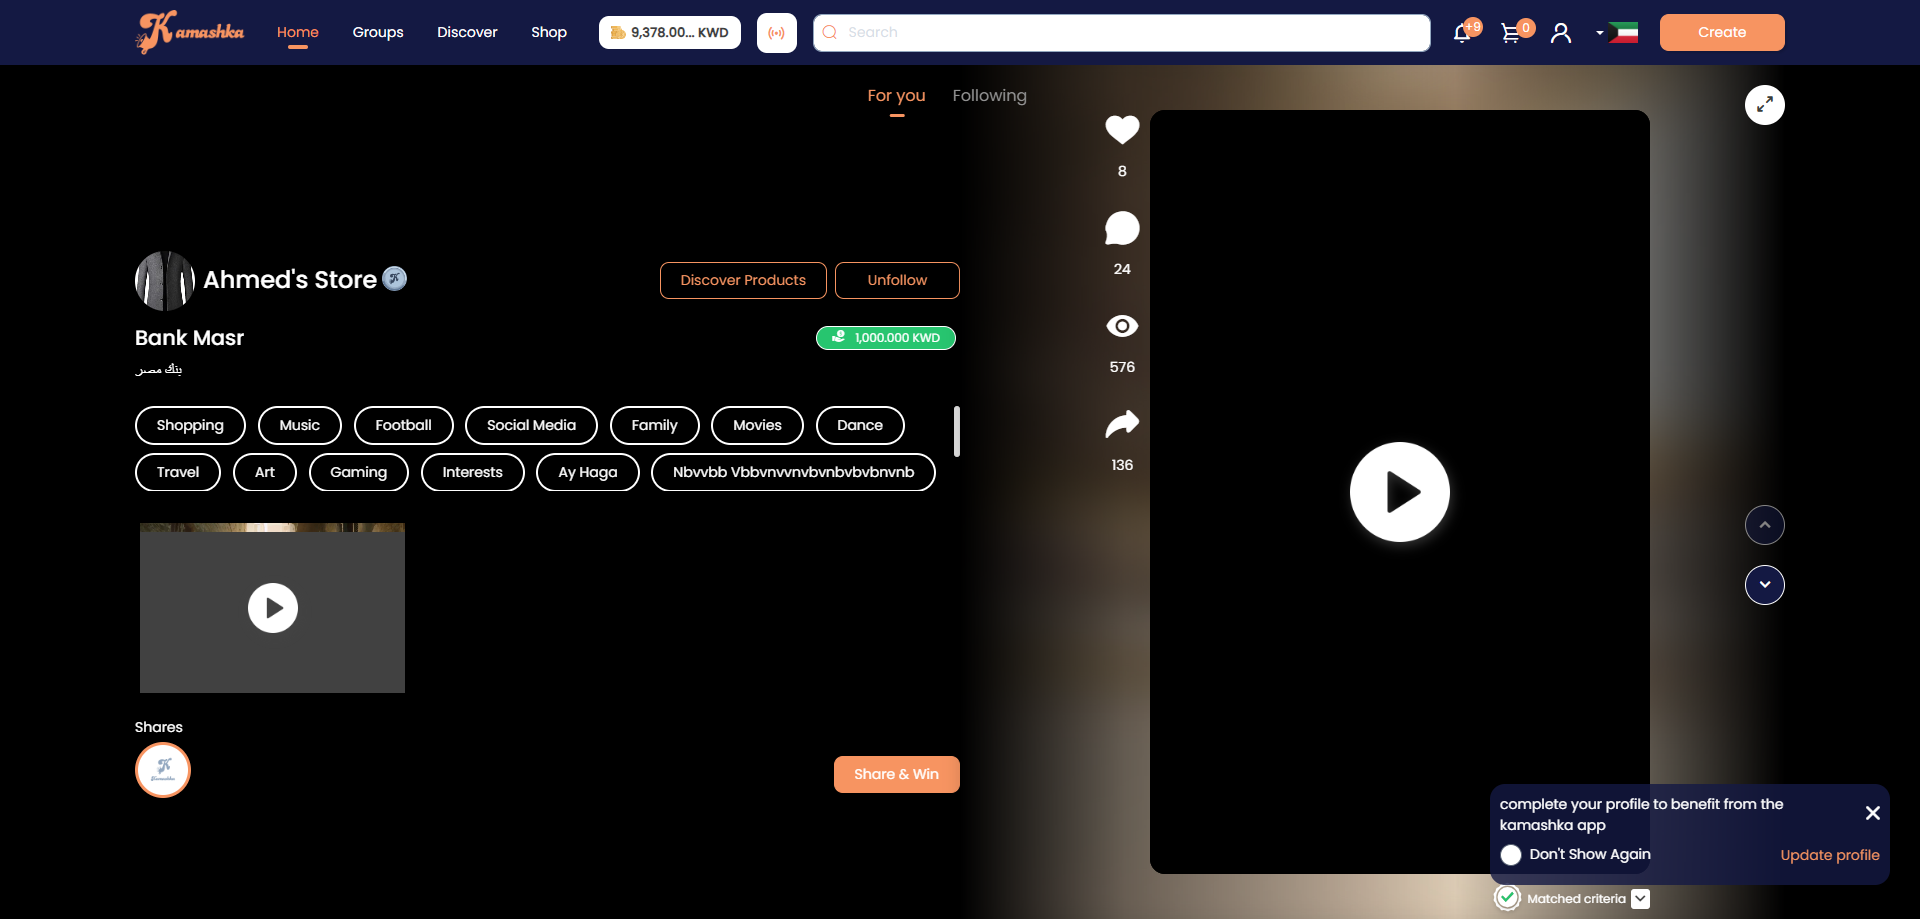 Kamashka
Home
Groups
Discover
Shop
9,378.00... KWD
Search
+9
0
Create
For you
Following
8
24
576
136
Ahmed's Store
Discover Products
Unfollow
Bank Masr
1,000.000 KWD
بنك مصر
Shopping
Music
Football
Social Media
Family
Movies
Dance
Travel
Art
Gaming
Interests
Ay Haga
Nbvvbb Vbbvnvvnvbvnbvbvbnvnb
Shares
Kamashka
Share & Win
complete your profile to benefit from the
kamashka app
Don't Show Again
Update profile
Matched criteria